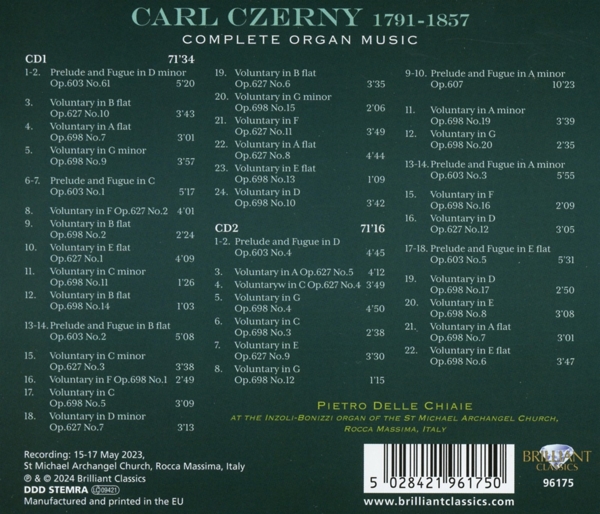 CARL CZERNY 1791-1857
COMPLETE ORGAN MUSIC
CD1 71'34
1-2. Prelude and Fugue in D minor
Op.603 No.61 5'20
3. Voluntary in B flat
Op.627 No.10 3'43
4. Voluntary in A flat
Op.698 No.7 3'01
5. Voluntary in G minor
Op.698 No.9 3'57
6-7. Prelude and Fugue in C
Op.603 No.1 5'17
8. Voluntary in F Op.627 No.2 4'01
9. Voluntary in B flat
Op.698 No.2 2'24
10. Voluntary in E flat
Op.627 No.1 4'09
11. Voluntary in C minor
Op.698 No.11 1'26
12. Voluntary in B flat
Op.698 No.14 1'03
13-14. Prelude and Fugue in B flat
Op.603 No.2 5'08
15. Voluntary in C minor
Op.627 No.3 3'38
16. Voluntary in F Op.698 No.1 2'49
17. Voluntary in C
Op.698 No.5 3'09
18. Voluntary in D minor
Op.627 No.7 3'13
19. Voluntary in B flat
Op.627 No.6 3'35
20. Voluntary in G minor
Op.698 No.15 2'06
21. Voluntary in F
Op.627 No.11 3'49
22. Voluntary in A flat
Op.627 No.8 4'44
23. Voluntary in E flat
Op.698 No.13 1'09
24. Voluntary in D
Op.698 No.10 3'42
CD2 71'16
1-2. Prelude and Fugue in D
Op.603 No.4 4'45
3. Voluntary in A Op.627 No.5 4'12
4. Voluntaryw in C Op.627 No.4 3'49
5. Voluntary in G
Op.698 No.4 4'50
6. Voluntary in C
Op.698 No.3 2'38
7. Voluntary in E
Op.627 No.9 3'30
8. Voluntary in G
Op.698 No.12 1'15
9-10. Prelude and Fugue in A minor
Op.607 10'23
11. Voluntary in A minor
Op.698 No.19 3'39
12. Voluntary in G
Op.698 No.20 2'35
13-14. Prelude and Fugue in A minor
Op.603 No.3 5'55
15. Voluntary in F
Op.698 No.16 2'09
16. Voluntary in D
Op.627 No.12 3'05
17-18. Prelude and Fugue in E flat
Op.603 No.5 5'31
19. Voluntary in D
Op.698 No.17 2'50
20. Voluntary in E
Op.698 No.8 3'08
21. Voluntary in A flat
Op.698 No.7 3'01
22. Voluntary in E flat
Op.698 No.6 3'47
PIETRO DELLE CHIAIE
AT THE INZOLI-BONIZZI ORGAN OF THE ST MICHAEL ARCHANGEL CHURCH,
ROCCA MASSIMA, ITALY
Recording: 15-17 May 2023,
St Michael Archangel Church, Rocca Massima, Italy
℗ & © 2024 Brilliant Classics
DDD STEMRA LC 09421
Manufactured and printed in the EU
5 028421 961750
www.brilliantclassics.com
BRILLIANT
CLASSICS
96175